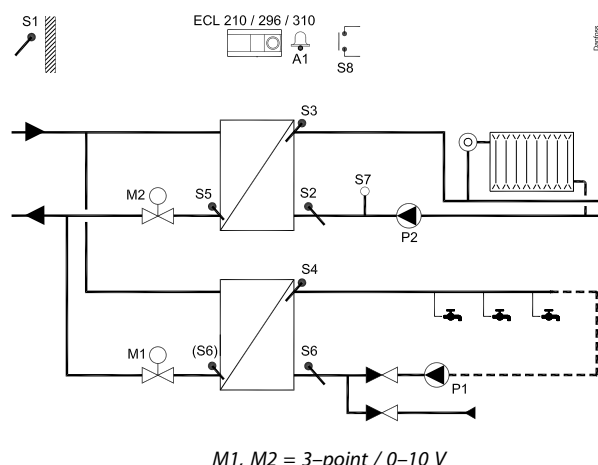 S1
ECL 210 / 296 / 310
A1
S8
Danfoss
S3
M2
S5
S2
S7
P2
S4
M1
(S6)
S6
P1
M1, M2 = 3–point / 0–10 V